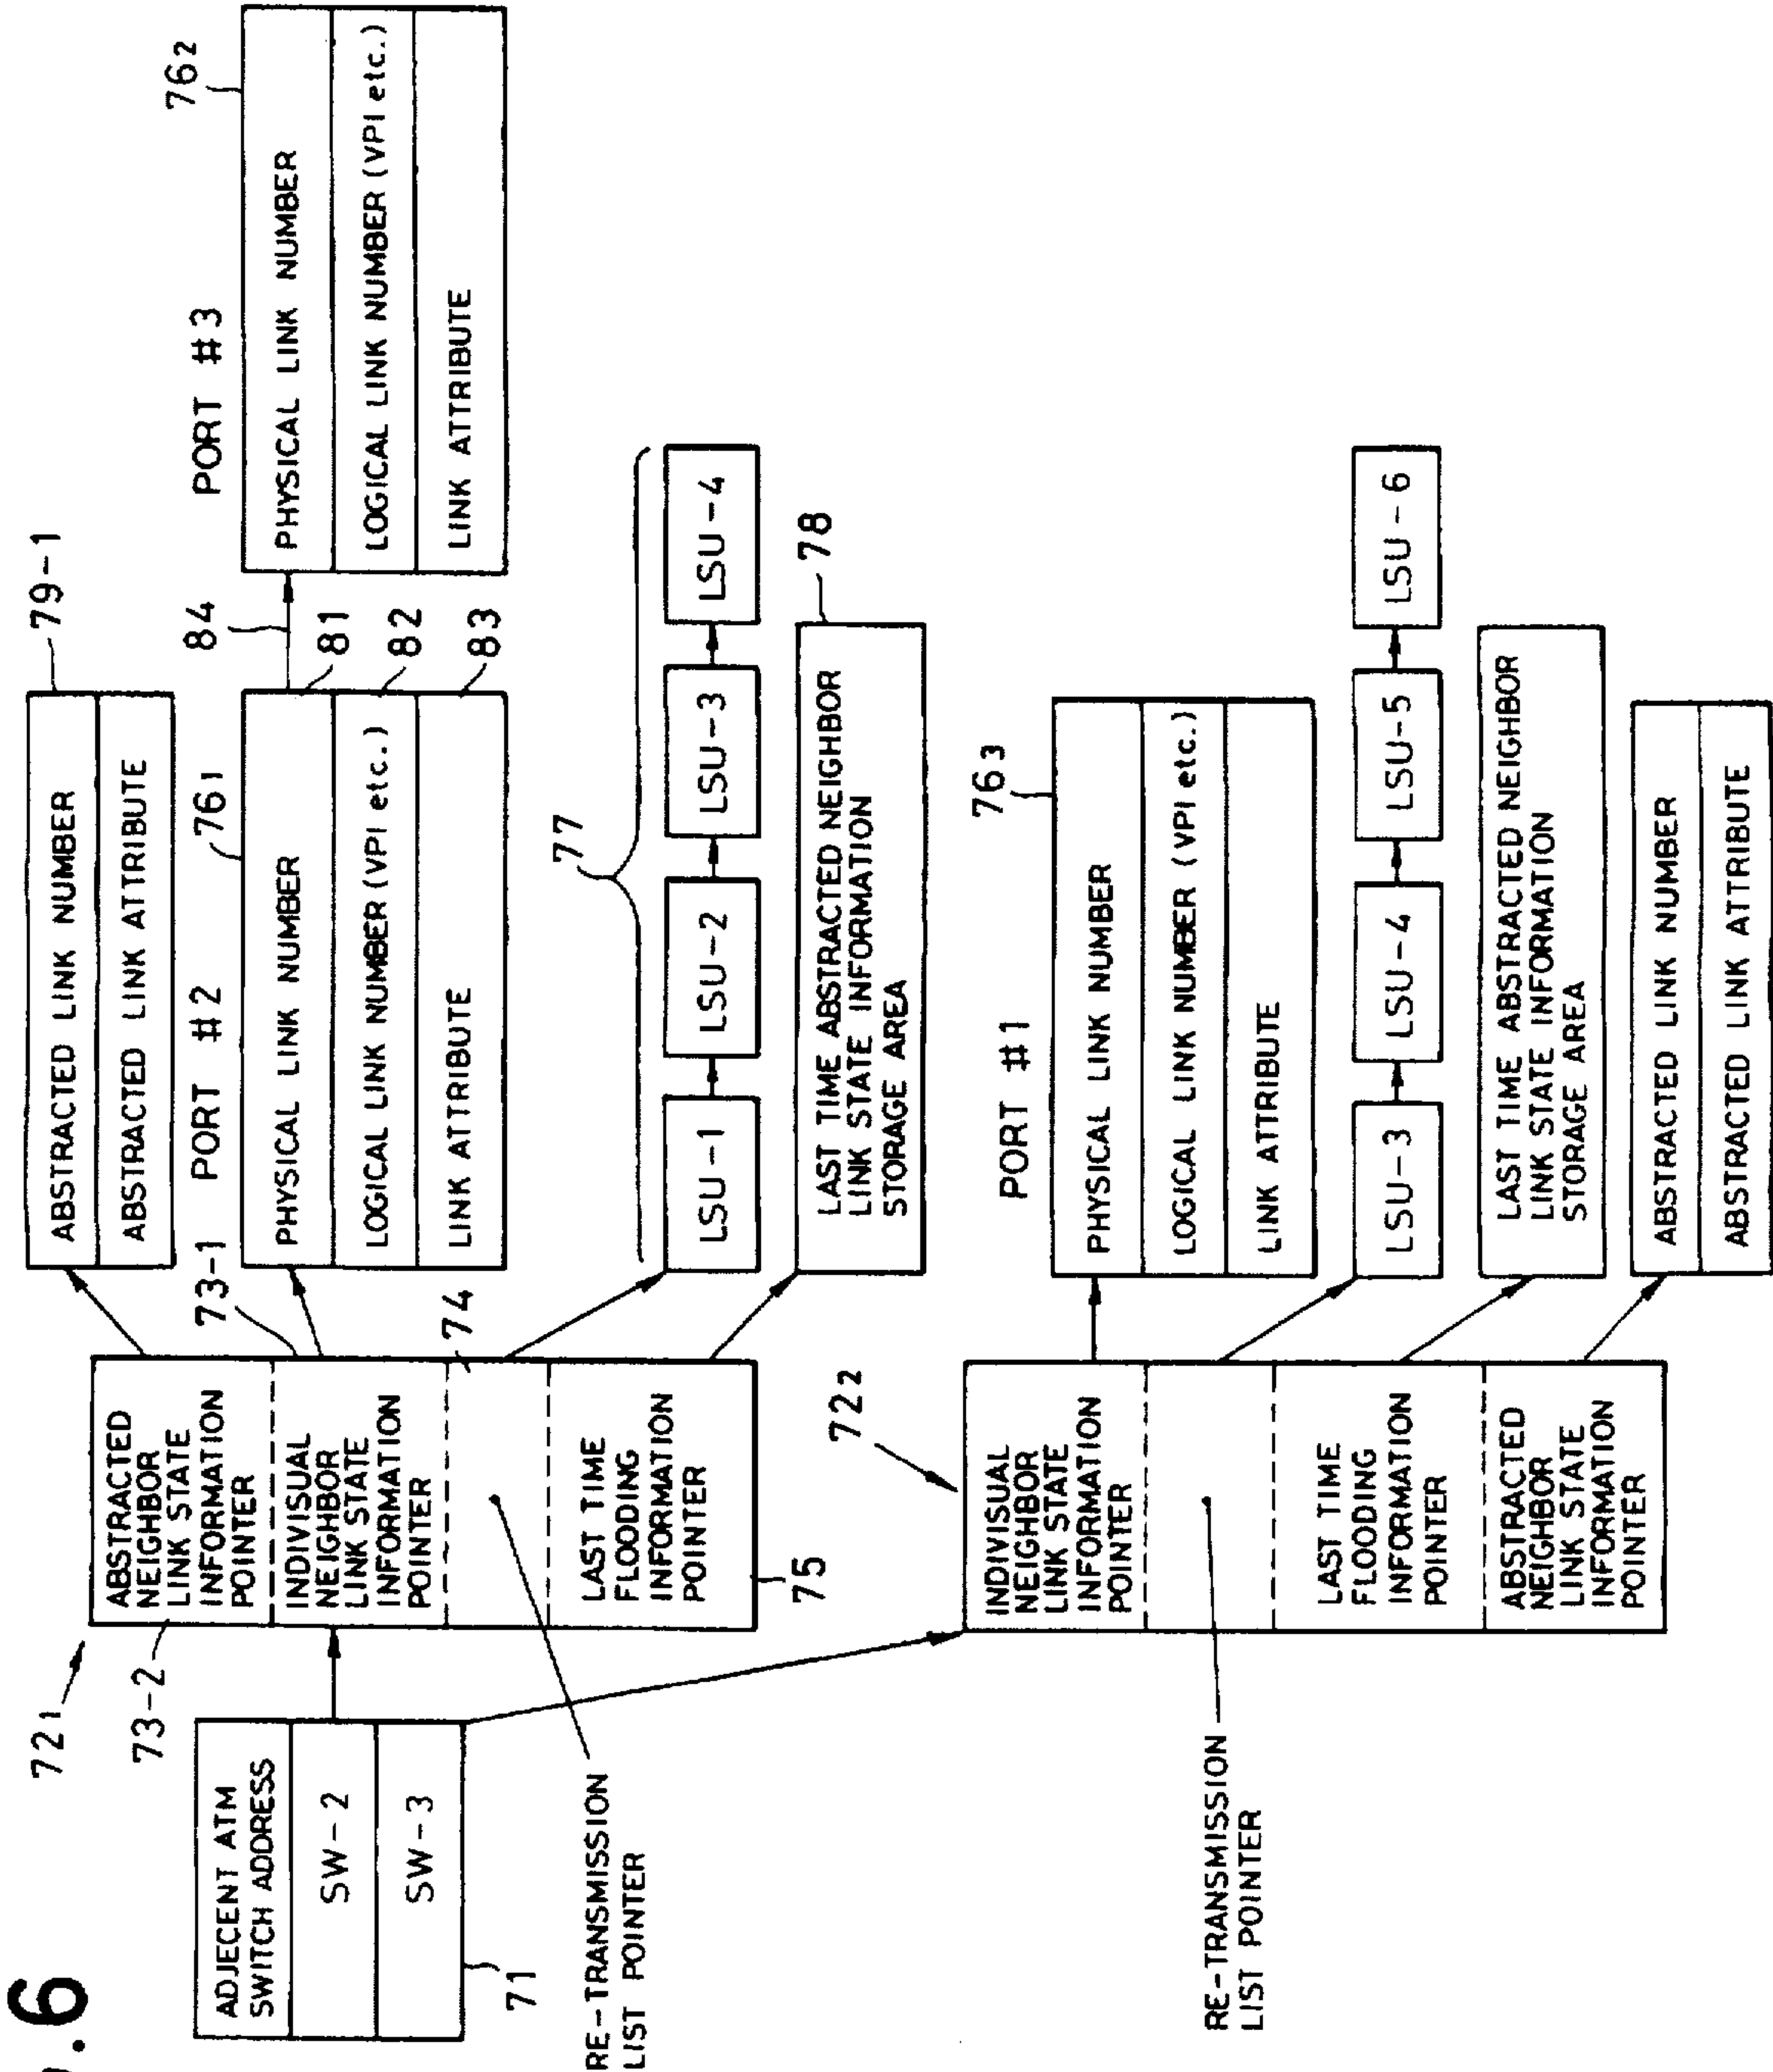 .6
72₁
73-2
ADJECENT ATM
SWITCH ADDRESS
SW-2
SW-3
71
RE-TRANSMISSION
LIST POINTER
ABSTRACTED
NEIGHBOR
LINK STATE
INFORMATION
POINTER
INDIVISUAL
NEIGHBOR
LINK STATE
INFORMATION
POINTER
LAST TIME
FLOODING
INFORMATION
POINTER
75
73-1
74
ABSTRACTED LINK NUMBER
ABSTRACTED LINK ATTRIBUTE
79-1
PORT #2
76₁
PHYSICAL LINK NUMBER
LOGICAL LINK NUMBER (VPI etc.)
LINK ATTRIBUTE
84
81
82
83
PORT #3
76₂
PHYSICAL LINK NUMBER
LOGICAL LINK NUMBER (VPI etc.)
LINK ATTRIBUTE
77
LSU-1
LSU-2
LSU-3
LSU-4
LAST TIME ABSTRACTED NEIGHBOR
LINK STATE INFORMATION
STORAGE AREA
78
72₂
INDIVISUAL
NEIGHBOR
LINK STATE
INFORMATION
POINTER
LAST TIME
FLOODING
INFORMATION
POINTER
ABSTRACTED
NEIGHBOR
LINK STATE
INFORMATION
POINTER
RE-TRANSMISSION
LIST POINTER
PORT #1
76₃
PHYSICAL LINK NUMBER
LOGICAL LINK NUMBER (VPI etc.)
LINK ATTRIBUTE
LSU-3
LSU-4
LSU-5
LSU-6
LAST TIME ABSTRACTED NEIGHBOR
LINK STATE INFORMATION
STORAGE AREA
ABSTRACTED LINK NUMBER
ABSTRACTED LINK ATTRIBUTE